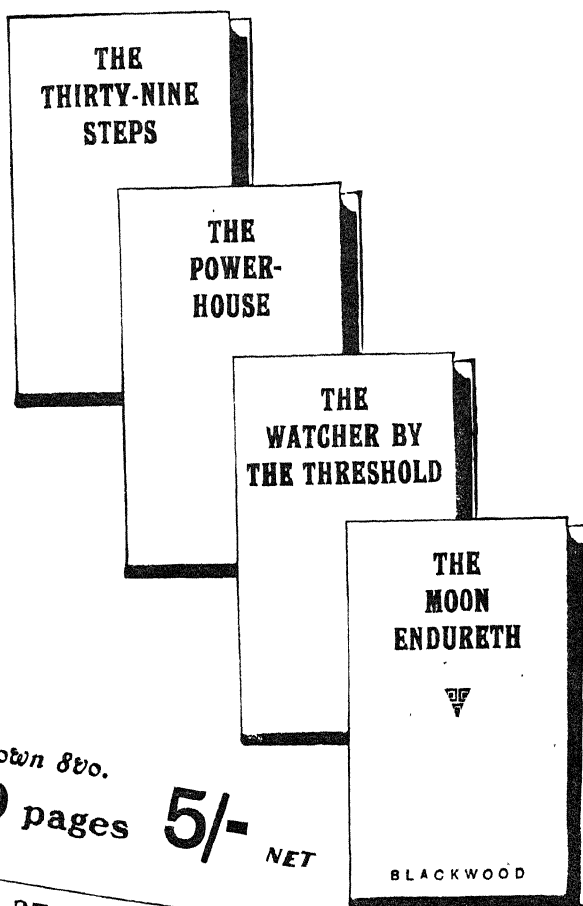 THE
THIRTY-NINE
STEPS
THE
POWER-
HOUSE
THE
WATCHER BY
THE THRESHOLD
THE
MOON
ENDURETH
8vo.
pages 5/- NET
BLACKWOOD